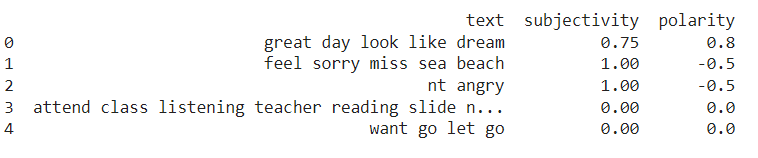 text subjectivity polarity
0 great day look like dream 0.75 0.8
1 feel sorry miss sea beach 1.00 -0.5
2 nt angry 1.00 -0.5
3 attend class listening teacher reading slide n... 0.00 0.0
4 want go let go 0.00 0.0